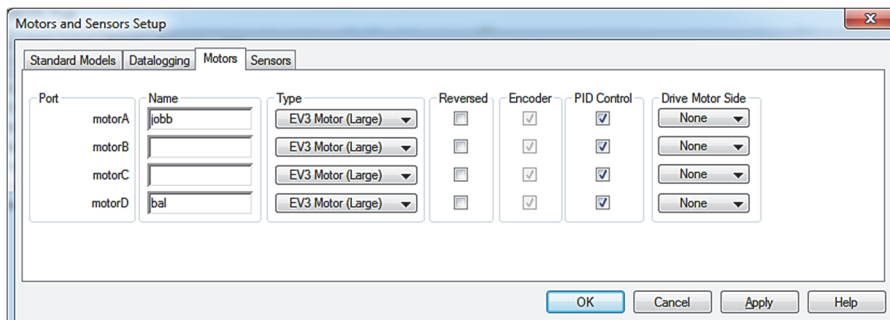 Motors and Sensors Setup
Standard Models Datalogging Motors Sensors
Port Name Type Reversed Encoder PID Control Drive Motor Side
motorA jobb EV3 Motor (Large) None
motorB EV3 Motor (Large) None
motorC EV3 Motor (Large) None
motorD bal EV3 Motor (Large) None
OK Cancel Apply Help